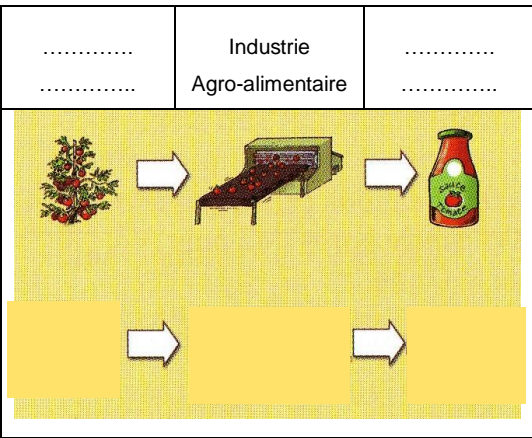 …………. Industrie ………….
………….. Agro-alimentaire …………..
sauce
tomate